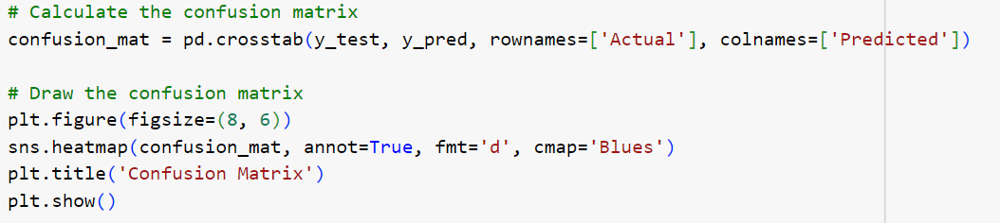 # Calculate the confusion matrix
confusion_mat = pd.crosstab(y_test, y_pred, rownames=['Actual'], colnames=['Predicted'])
# Draw the confusion matrix
plt.figure(figsize=(8, 6))
sns.heatmap(confusion_mat, annot=True, fmt='d', cmap='Blues')
plt.title('Confusion Matrix')
plt.show()